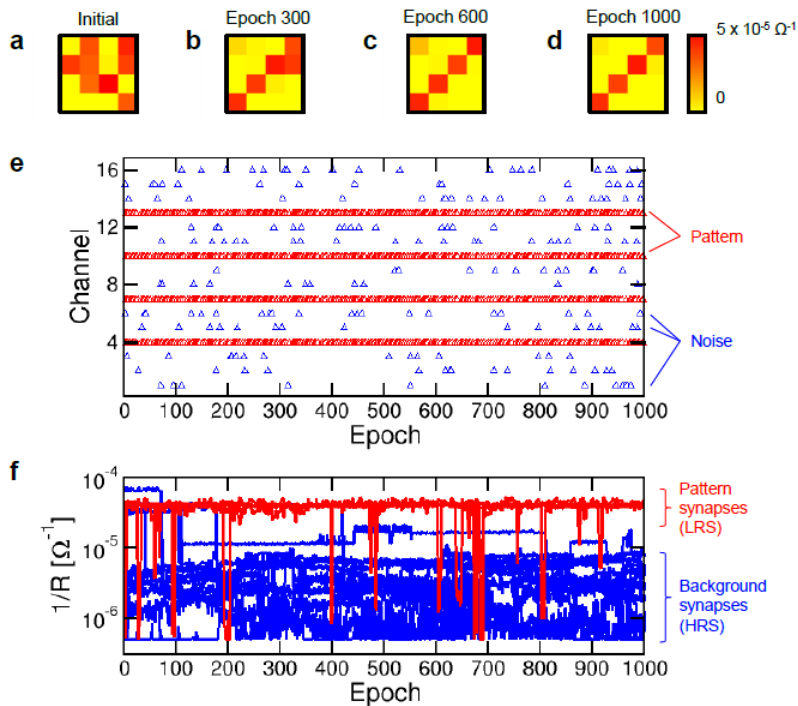 Initial
Epoch 300
Epoch 600
Epoch 1000
a
b
c
d
5 x 10⁻⁵ Ω⁻¹
0
e
16
12
8
4
Channel
0 100 200 300 400 500 600 700 800 900 1000
Epoch
Pattern
Noise
f
10⁻⁴
10⁻⁵
10⁻⁶
1/R [Ω⁻¹]
0 100 200 300 400 500 600 700 800 900 1000
Epoch
Pattern
synapses
(LRS)
Background
synapses
(HRS)